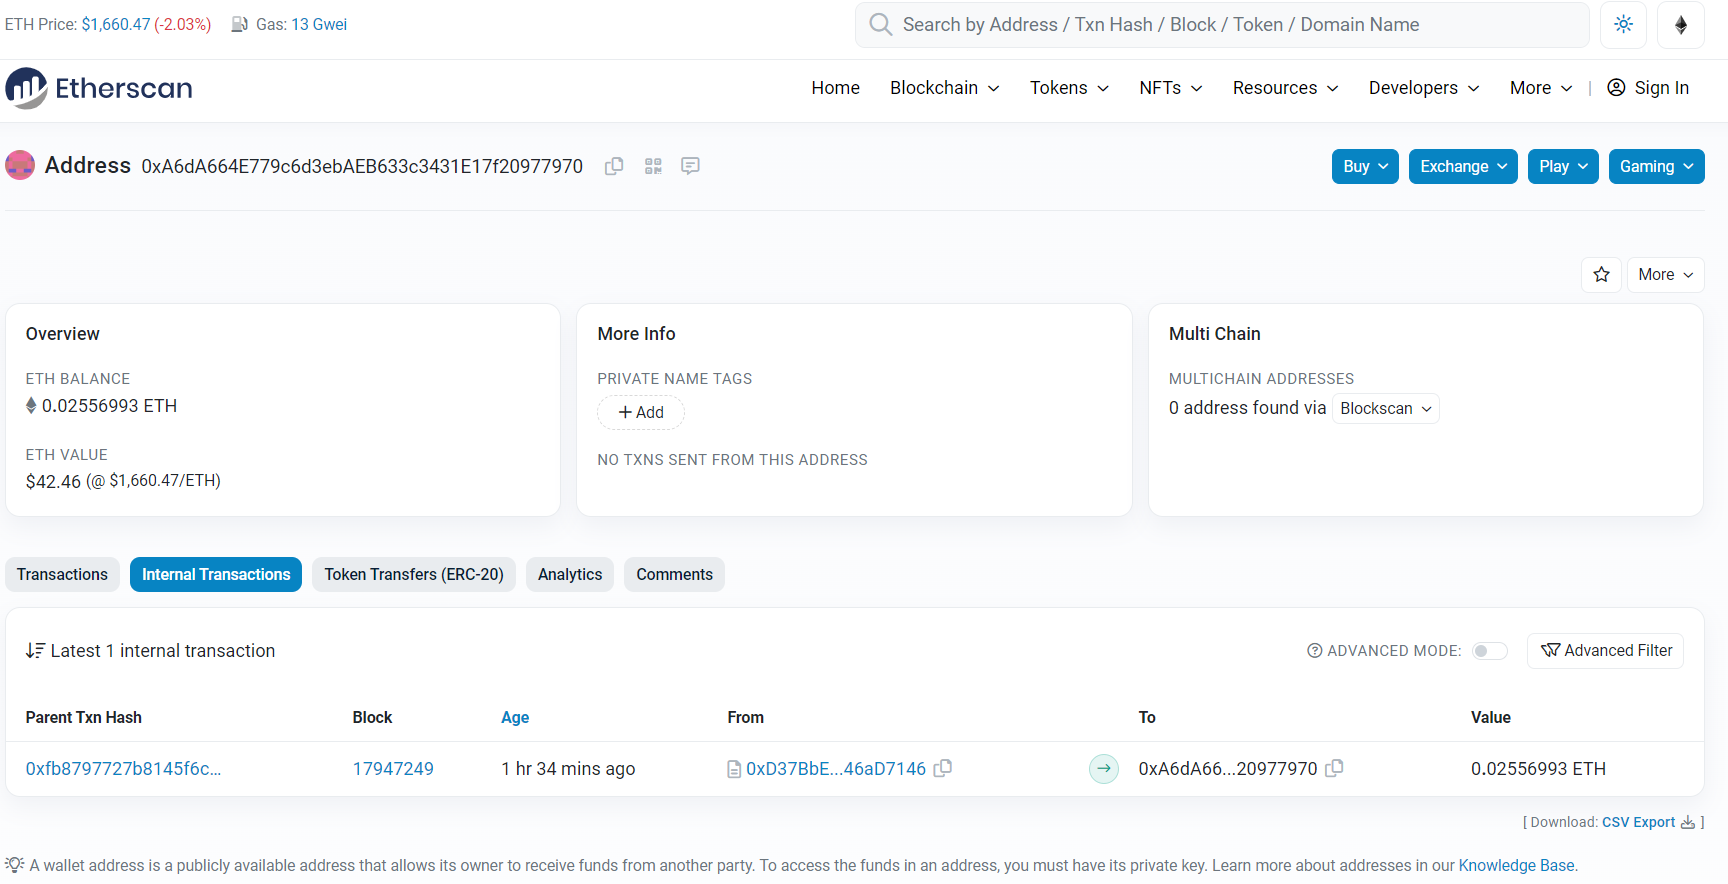 ETH Price: $1,660.47 (-2.03%) Gas: 13 Gwei
Search by Address / Txn Hash / Block / Token / Domain Name
Etherscan
Home Blockchain Tokens NFTs Resources Developers More | Sign In
Address 0xA6dA664E779c6d3ebAEB633c3431E17f20977970
Buy Exchange Play Gaming
More
Overview
ETH BALANCE
0.02556993 ETH
ETH VALUE
$42.46 (@ $1,660.47/ETH)
More Info
PRIVATE NAME TAGS
+ Add
NO TXNS SENT FROM THIS ADDRESS
Multi Chain
MULTICHAIN ADDRESSES
0 address found via Blockscan
Transactions Internal Transactions Token Transfers (ERC-20) Analytics Comments
Latest 1 internal transaction
ADVANCED MODE: Advanced Filter
Parent Txn Hash Block Age From To Value
0xfb8797727b8145f6c... 17947249 1 hr 34 mins ago 0xD37BbE...46aD7146 0xA6dA66...20977970 0.02556993 ETH
[ Download: CSV Export ]
A wallet address is a publicly available address that allows its owner to receive funds from another party. To access the funds in an address, you must have its private key. Learn more about addresses in our Knowledge Base.